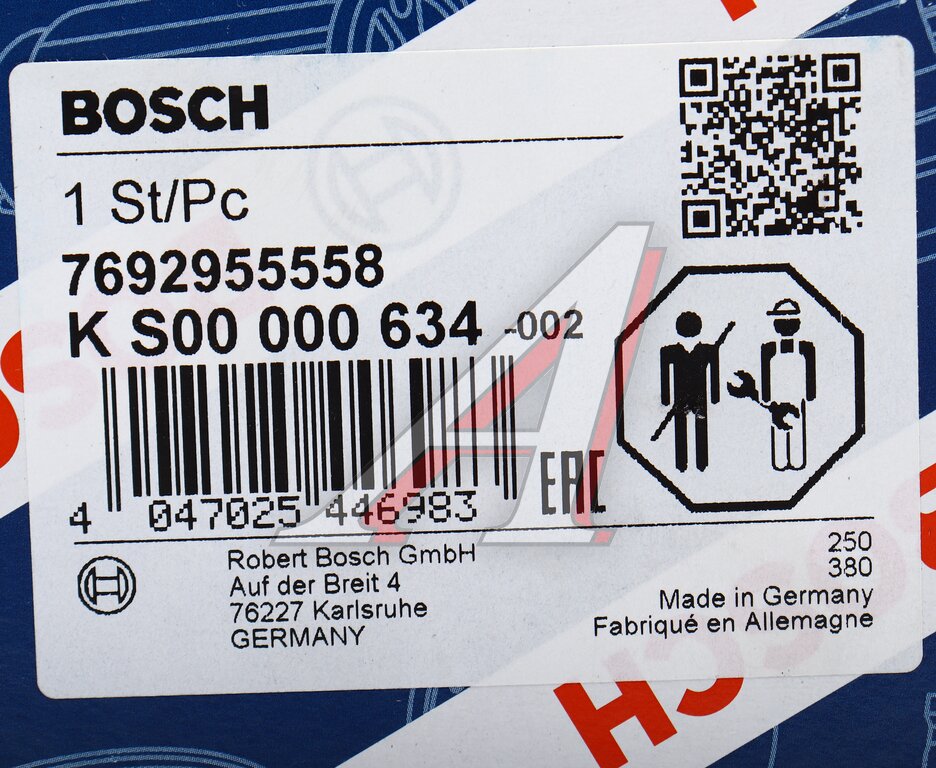 BOSCH
1 St/Pc
7692955558
K S00 000 634 -002
4 047025 446983
EAC
Robert Bosch GmbH
Auf der Breit 4
76227 Karlsruhe
GERMANY
250
380
Made in Germany
Fabriqué en Allemagne